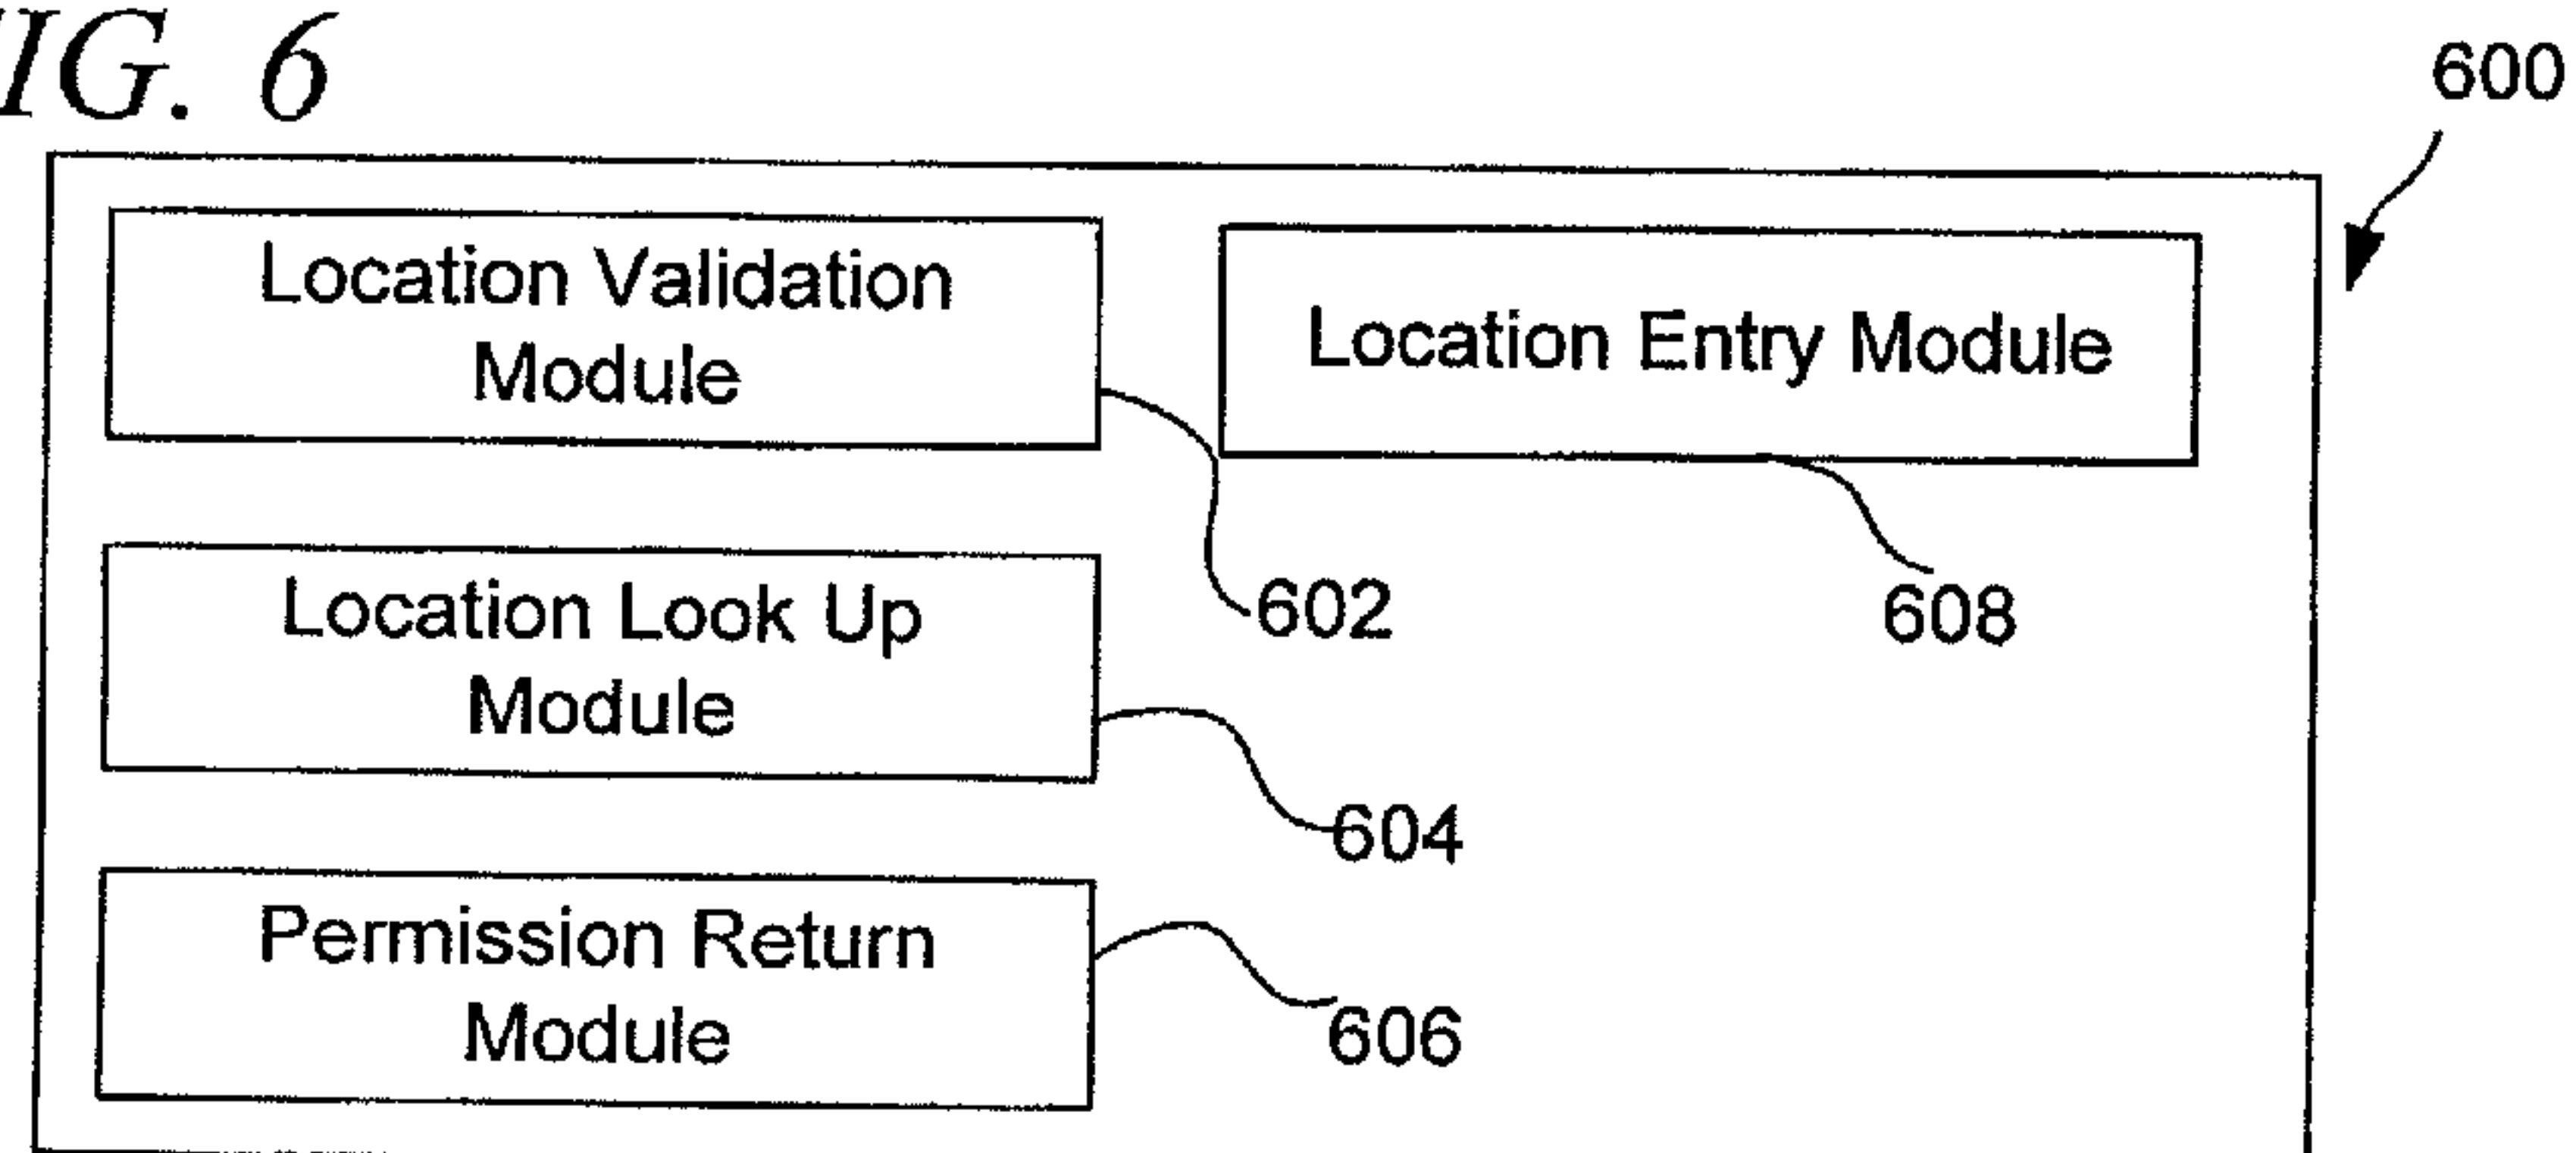 IG. 6
600
Location Validation
Module
Location Entry Module
602
608
Location Look Up
Module
604
Permission Return
Module
606